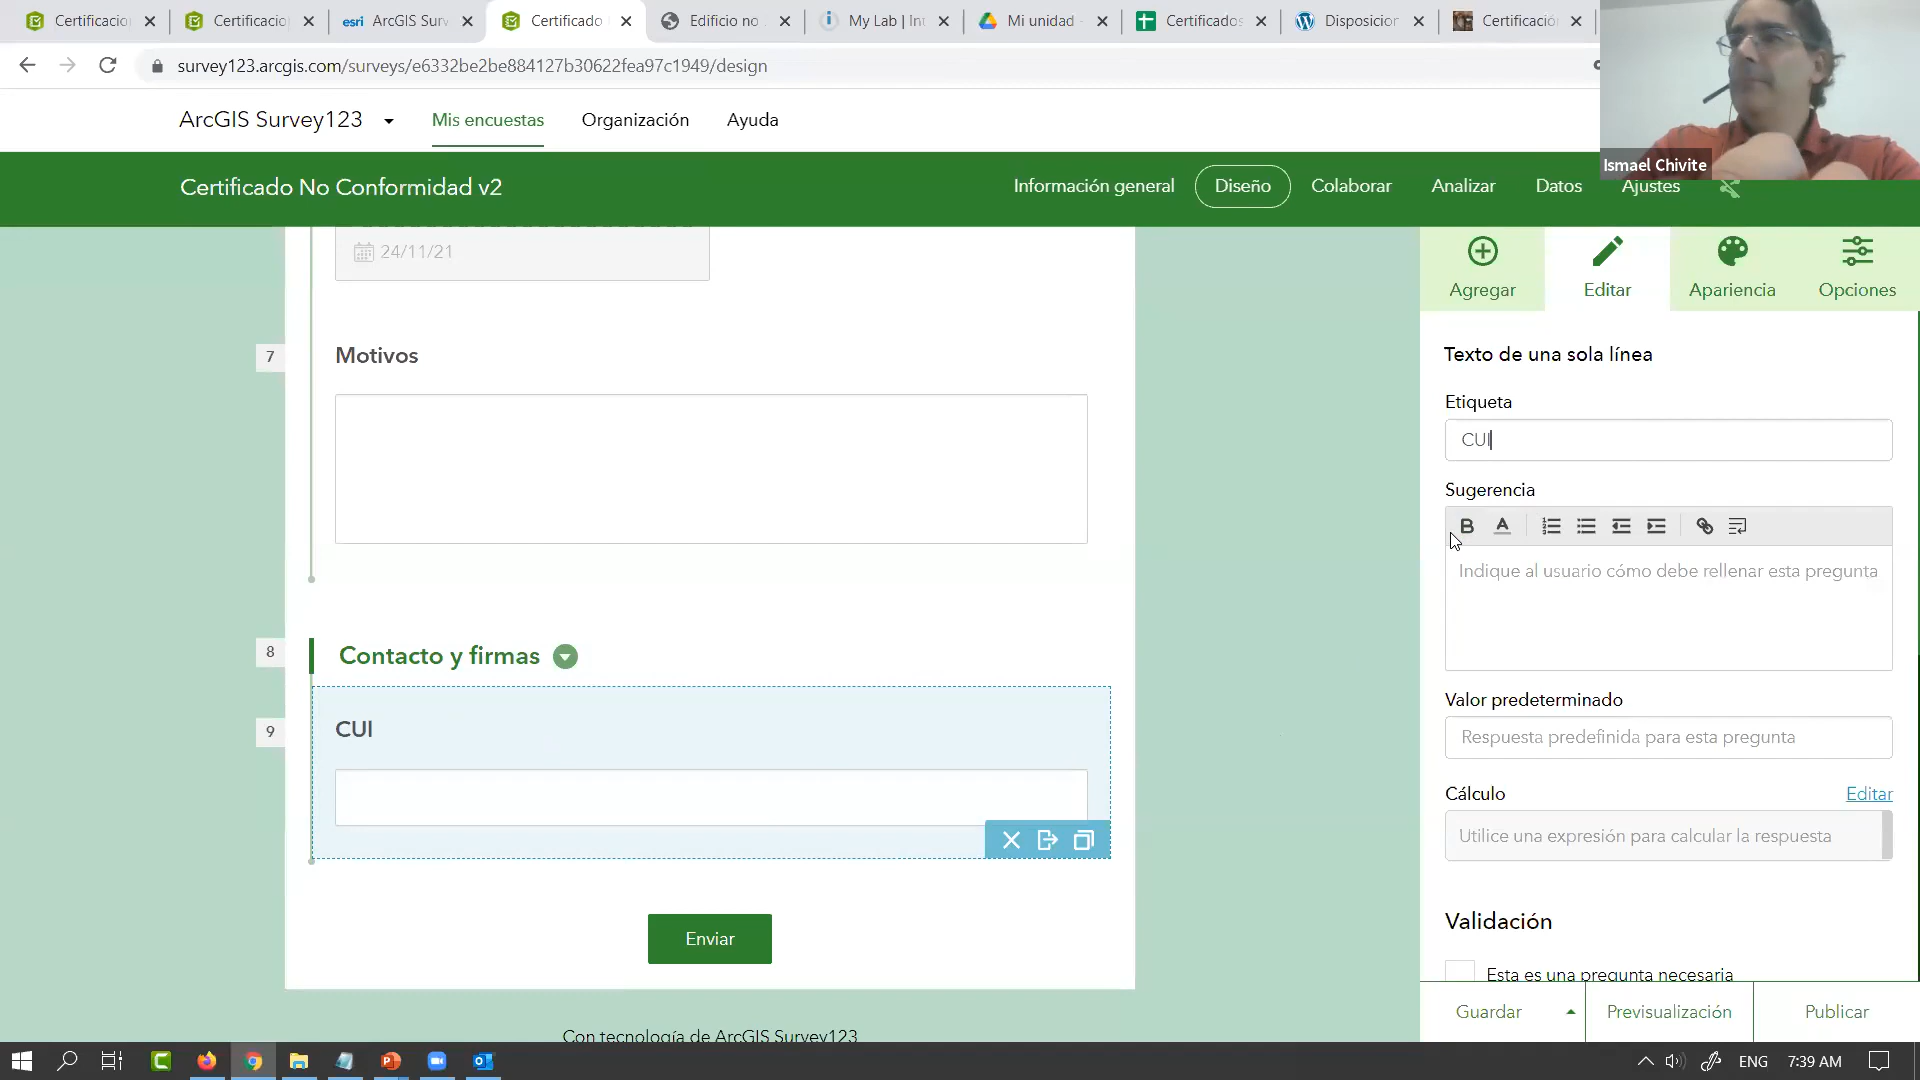 Certificacion
Certificacion
esri ArcGIS Surv
Certificado
Edificio no
My Lab | Int
Mi unidad -
Certificados
Disposicion
Certificación
survey123.arcgis.com/surveys/e6332be2be884127b30622fea97c1949/design
ArcGIS Survey123
Mis encuestas
Organización
Ayuda
Ismael Chivite
Certificado No Conformidad v2
Información general
Diseño
Colaborar
Analizar
Datos
Ajustes
24/11/21
Agregar
Editar
Apariencia
Opciones
7
Motivos
Texto de una sola línea
Etiqueta
CUI
Sugerencia
B A
Indique al usuario cómo debe rellenar esta pregunta
8
Contacto y firmas
9
CUI
Valor predeterminado
Respuesta predefinida para esta pregunta
Cálculo
Editar
Utilice una expresión para calcular la respuesta
Validación
Esta es una pregunta necesaria
Enviar
Guardar
Previsualización
Publicar
Con tecnología de ArcGIS Survey123
ENG
7:39 AM